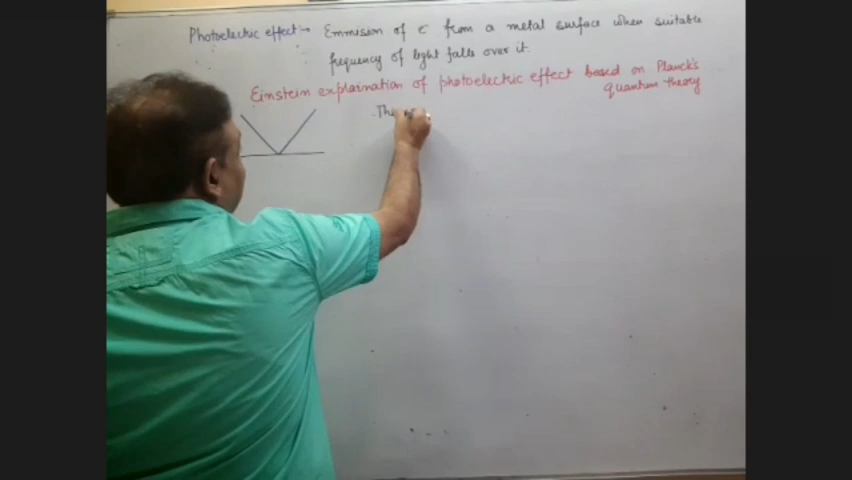 Photoelectric effect:→ Emmision of e⁻ from a metal surface when suitable
frequency of light falls over it.
Einstein explaination of photoelectric effect based on Planck's
quantum theory
The